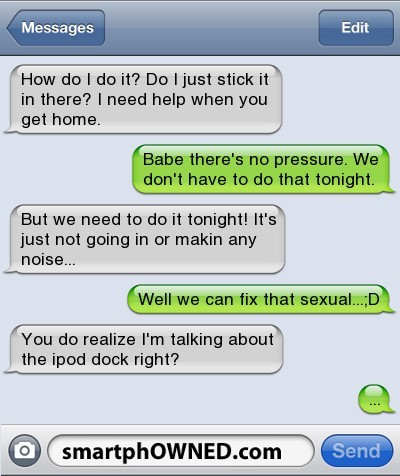 Messages
Edit
How do I do it? Do I just stick it
in there? I need help when you
get home.
Babe there's no pressure. We
don't have to do that tonight.
But we need to do it tonight! It's
just not going in or makin any
noise...
Well we can fix that sexual...;D
You do realize I'm talking about
the ipod dock right?
...
smartphOWNED.com
Send